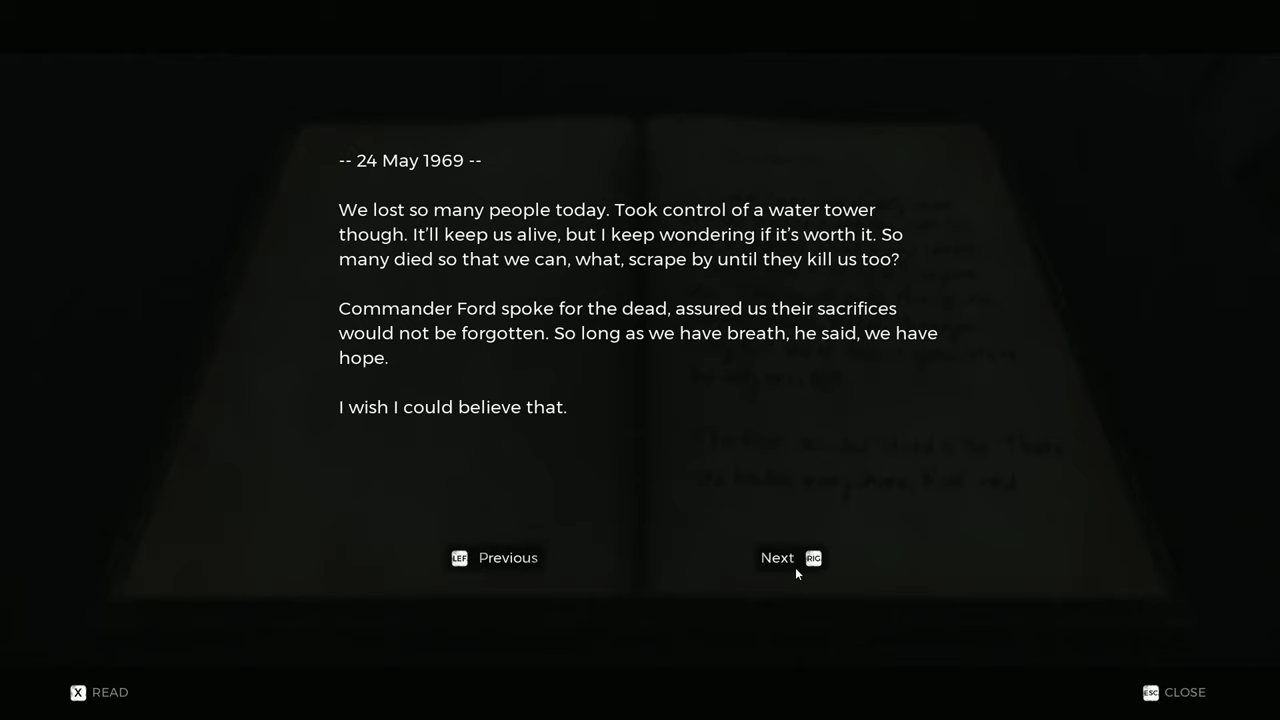 -- 24 May 1969 --
We lost so many people today. Took control of a water tower
though. It’ll keep us alive, but I keep wondering if it’s worth it. So
many died so that we can, what, scrape by until they kill us too?
Commander Ford spoke for the dead, assured us their sacrifices
would not be forgotten. So long as we have breath, he said, we have
hope.
I wish I could believe that.
LEF Previous
Next RIG
X READ
ESC CLOSE